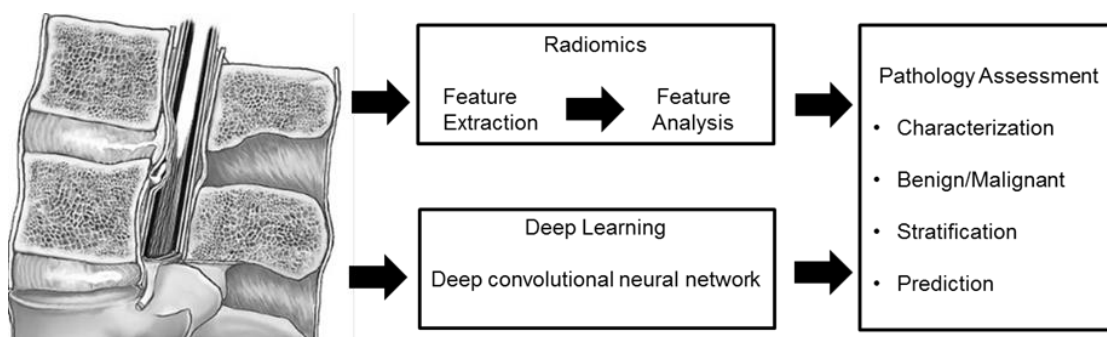 Radiomics
Feature Extraction
Feature Analysis
Deep Learning
Deep convolutional neural network
Pathology Assessment
• Characterization
• Benign/Malignant
• Stratification
• Prediction